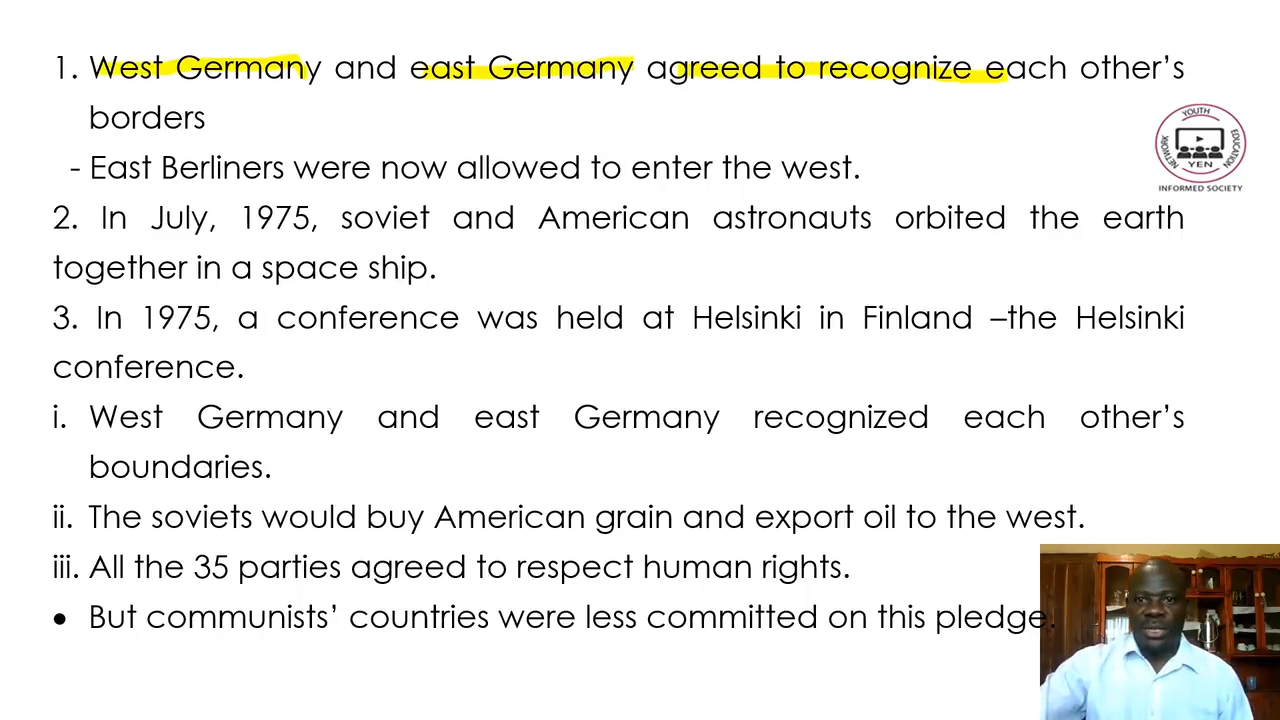 1. West Germany and east Germany agreed to recognize each other’s
borders
- East Berliners were now allowed to enter the west.
2. In July, 1975, soviet and American astronauts orbited the earth
together in a space ship.
3. In 1975, a conference was held at Helsinki in Finland –the Helsinki
conference.
i. West Germany and east Germany recognized each other’s
boundaries.
ii. The soviets would buy American grain and export oil to the west.
iii. All the 35 parties agreed to respect human rights.
• But communists’ countries were less committed on this pledge.
YOUTH
EDUCATION
NETWORK
YEN
INFORMED SOCIETY